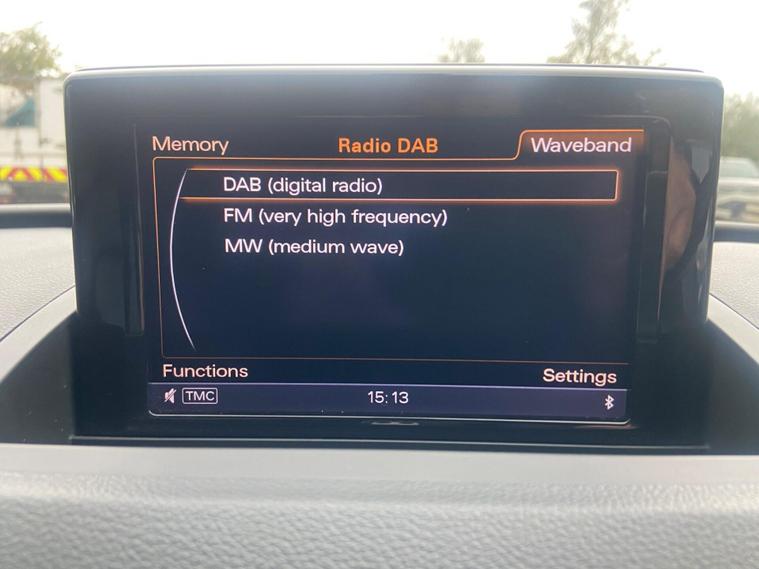 Memory Radio DAB Waveband
DAB (digital radio)
FM (very high frequency)
MW (medium wave)
Functions Settings
TMC 15:13